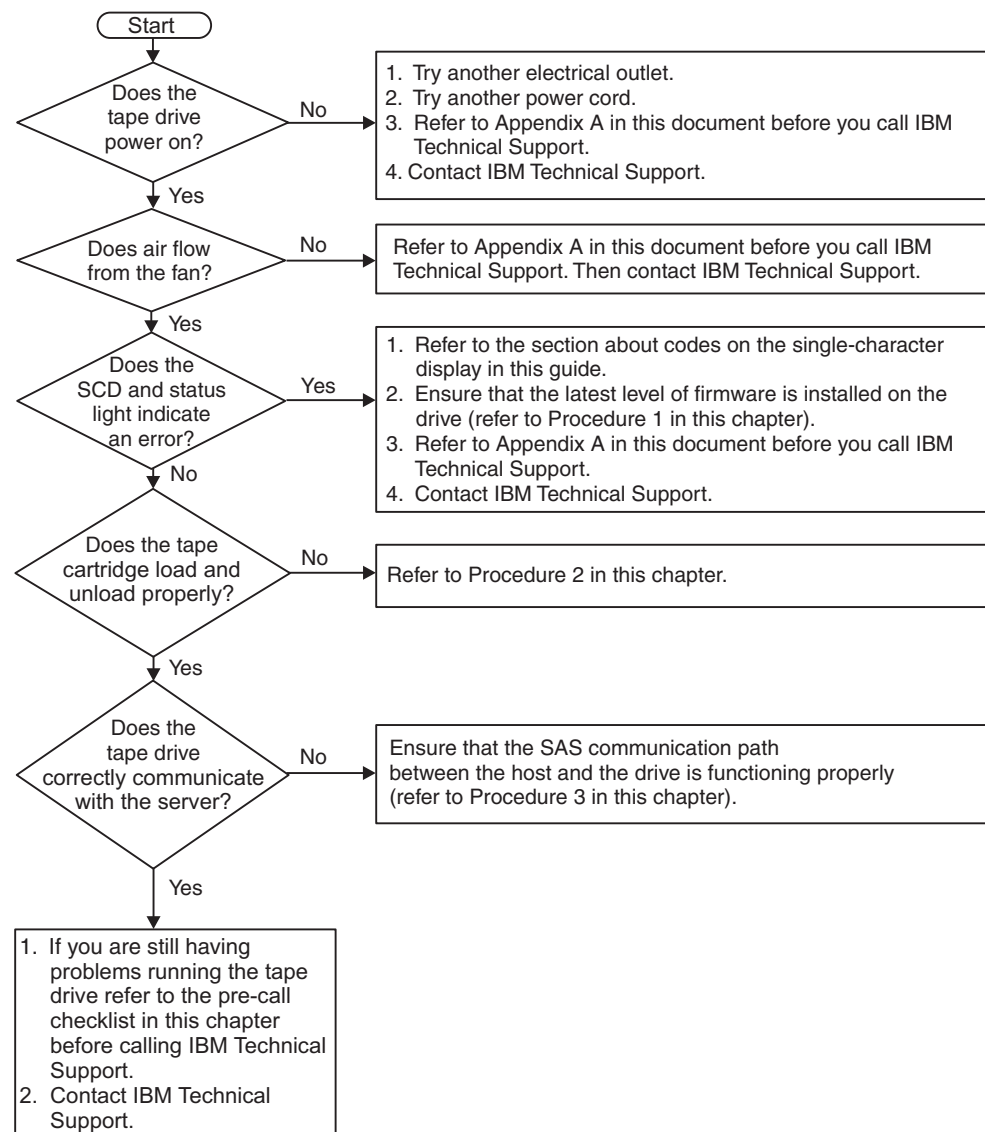 Start
Does the
tape drive
power on?
No
1. Try another electrical outlet.
2. Try another power cord.
3. Refer to Appendix A in this document before you call IBM
Technical Support.
4. Contact IBM Technical Support.
Yes
Does air flow
from the fan?
No
Refer to Appendix A in this document before you call IBM
Technical Support. Then contact IBM Technical Support.
Yes
Does the
SCD and status
light indicate
an error?
Yes
1. Refer to the section about codes on the single-character
display in this guide.
2. Ensure that the latest level of firmware is installed on the
drive (refer to Procedure 1 in this chapter).
3. Refer to Appendix A in this document before you call IBM
Technical Support.
4. Contact IBM Technical Support.
No
Does the tape
cartridge load and
unload properly?
No
Refer to Procedure 2 in this chapter.
Yes
Does the
tape drive
correctly communicate
with the server?
No
Ensure that the SAS communication path
between the host and the drive is functioning properly
(refer to Procedure 3 in this chapter).
Yes
1. If you are still having
problems running the tape
drive refer to the pre-call
checklist in this chapter
before calling IBM Technical
Support.
2. Contact IBM Technical
Support.